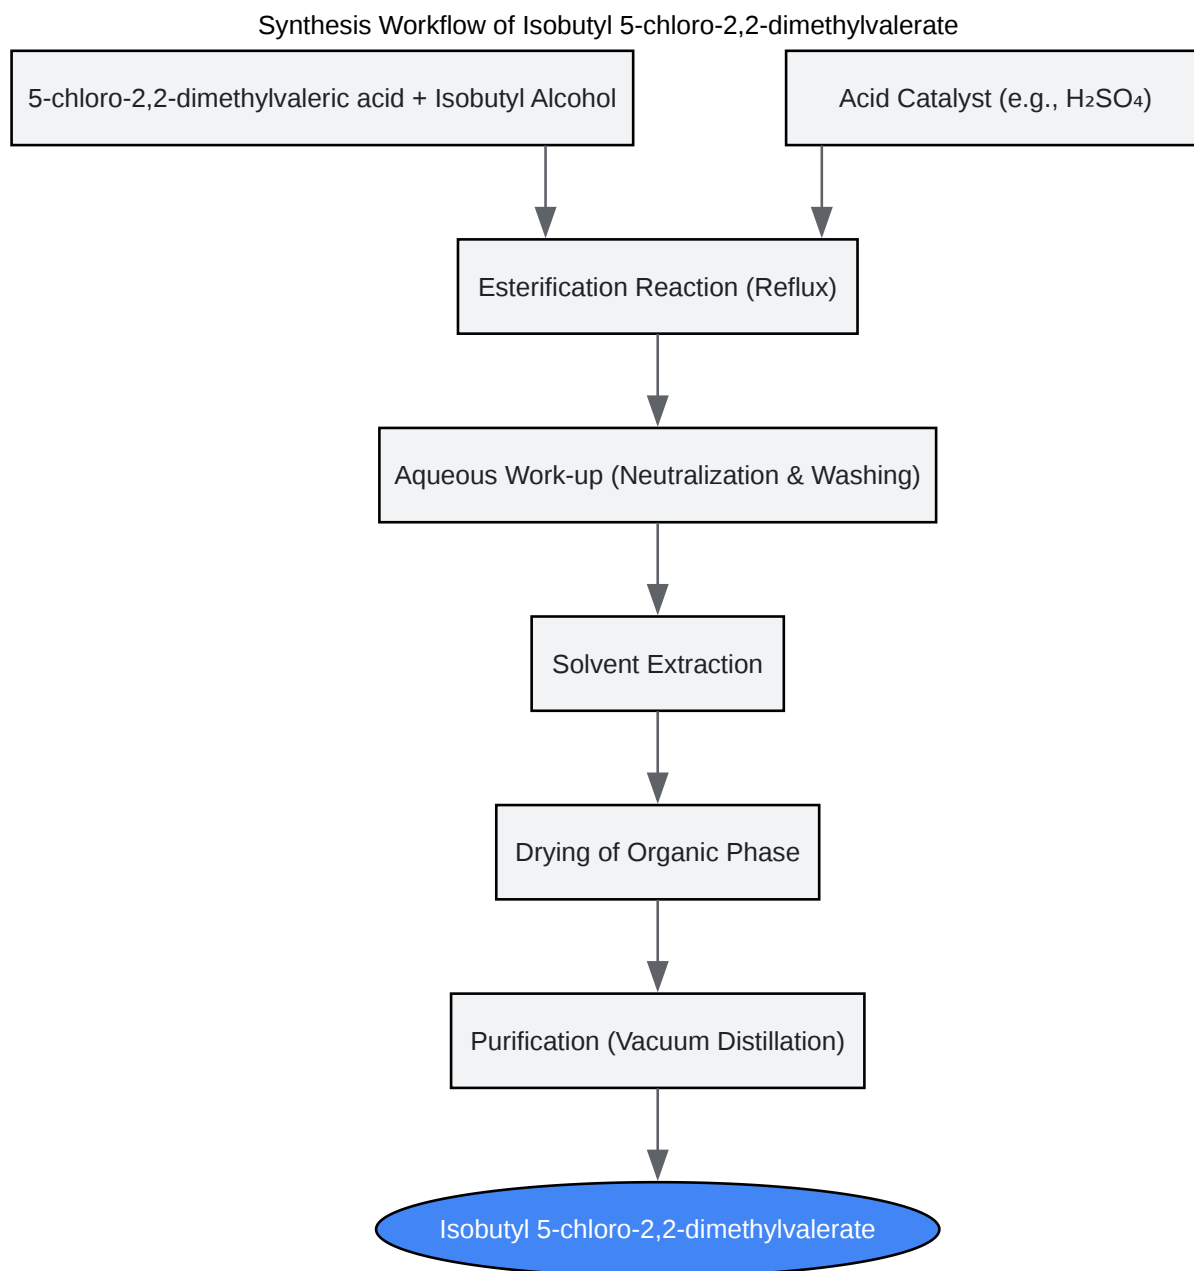 Synthesis Workflow of Isobutyl 5-chloro-2,2-dimethylvalerate
5-chloro-2,2-dimethylvaleric acid + Isobutyl Alcohol
Acid Catalyst (e.g., H₂SO₄)
Esterification Reaction (Reflux)
Aqueous Work-up (Neutralization & Washing)
Solvent Extraction
Drying of Organic Phase
Purification (Vacuum Distillation)
Isobutyl 5-chloro-2,2-dimethylvalerate